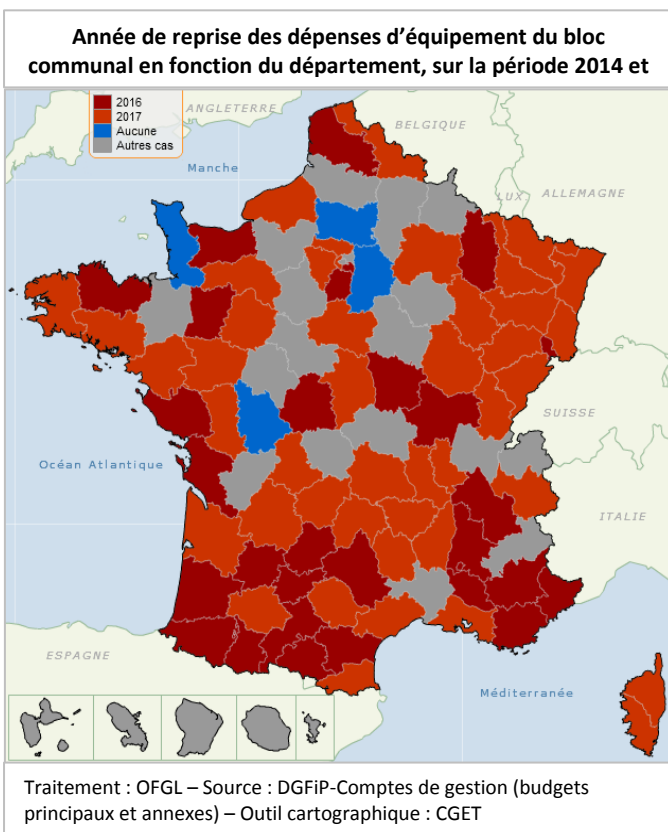 Année de reprise des dépenses d’équipement du bloc
communal en fonction du département, sur la période 2014 et
2016
2017
Aucune
Autres cas
ANGLETERRE
BELGIQUE
Manche
LUX.
ALLEMAGNE
SUISSE
Océan Atlantique
ITALIE
ESPAGNE
Méditerranée
Traitement : OFGL – Source : DGFiP-Comptes de gestion (budgets
principaux et annexes) – Outil cartographique : CGET